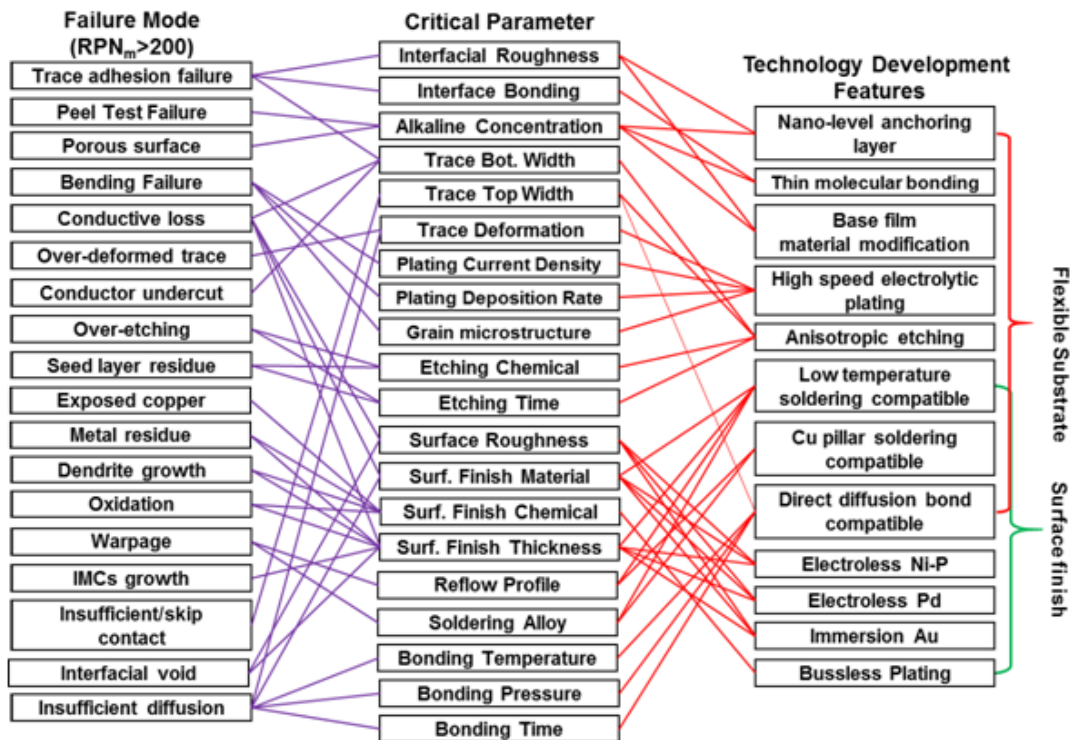 Failure Mode
(RPNm>200)
Trace adhesion failure
Peel Test Failure
Porous surface
Bending Failure
Conductive loss
Over-deformed trace
Conductor undercut
Over-etching
Seed layer residue
Exposed copper
Metal residue
Dendrite growth
Oxidation
Warpage
IMCs growth
Insufficient/skip
contact
Interfacial void
Insufficient diffusion
Critical Parameter
Interfacial Roughness
Interface Bonding
Alkaline Concentration
Trace Bot. Width
Trace Top Width
Trace Deformation
Plating Current Density
Plating Deposition Rate
Grain microstructure
Etching Chemical
Etching Time
Surface Roughness
Surf. Finish Material
Surf. Finish Chemical
Surf. Finish Thickness
Reflow Profile
Soldering Alloy
Bonding Temperature
Bonding Pressure
Bonding Time
Technology Development
Features
Nano-level anchoring
layer
Thin molecular bonding
Base film
material modification
High speed electrolytic
plating
Anisotropic etching
Low temperature
soldering compatible
Cu pillar soldering
compatible
Direct diffusion bond
compatible
Electroless Ni-P
Electroless Pd
Immersion Au
Bussless Plating
Flexible Substrate
Surface finish